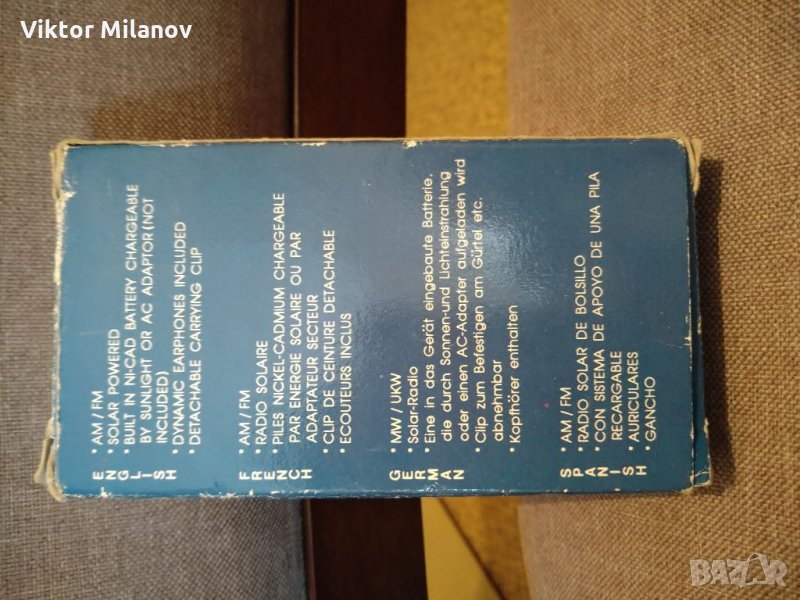 Viktor Milanov
ENGLISH
• AM / FM
• SOLAR POWERED
• BUILT IN NI-CAD BATTERY CHARGEABLE
BY SUNLIGHT OR AC ADAPTOR (NOT
INCLUDED)
• DYNAMIC EARPHONES INCLUDED
• DETACHABLE CARRYING CLIP
FRENCH
• AM / FM
• RADIO SOLAIRE
• PILES NICKEL-CADMIUM CHARGEABLE
PAR ENERGIE SOLAIRE OU PAR
ADAPTATEUR SECTEUR
• CLIP DE CEINTURE DETACHABLE
• ECOUTEURS INCLUS
GERMAN
• MW / UKW
• Solar-Radio
• Eine in das Gerät eingebaute Batterie,
die durch Sonnen-und Lichteinstrahlung
oder einen AC-Adapter aufgeladen wird
• Clip zum Befestigen am Gürtel etc.
abnehmbar
• Kopfhörer enthalten
SPANISH
• AM / FM
• RADIO SOLAR DE BOLSILLO
• CON SISTEMA DE APOYO DE UNA PILA
RECARGABLE
• AURICULARES
• GANCHO
BAZAR